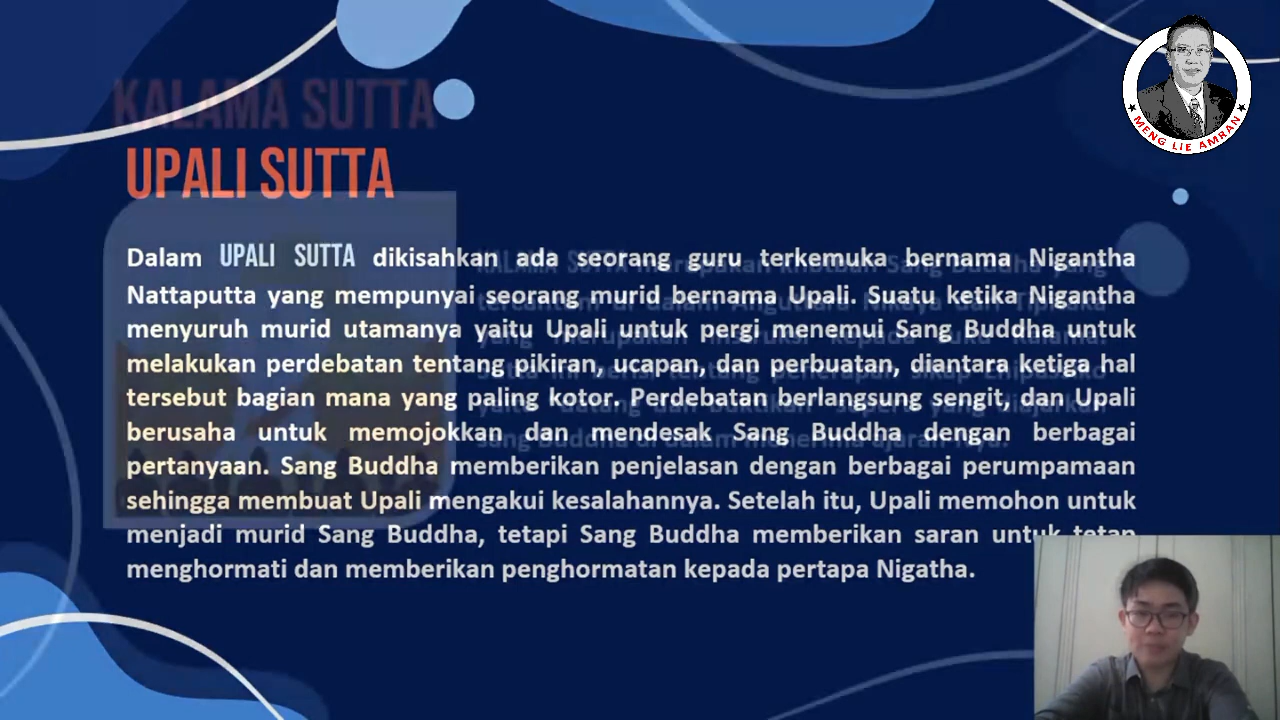 KALAMA SUTTA
UPALI SUTTA
Dalam UPALI SUTTA dikisahkan ada seorang guru terkemuka bernama Nigantha
Nattaputta yang mempunyai seorang murid bernama Upali. Suatu ketika Nigantha
menyuruh murid utamanya yaitu Upali untuk pergi menemui Sang Buddha untuk
melakukan perdebatan tentang pikiran, ucapan, dan perbuatan, diantara ketiga hal
tersebut bagian mana yang paling kotor. Perdebatan berlangsung sengit, dan Upali
berusaha untuk memojokkan dan mendesak Sang Buddha dengan berbagai
pertanyaan. Sang Buddha memberikan penjelasan dengan berbagai perumpamaan
sehingga membuat Upali mengakui kesalahannya. Setelah itu, Upali memohon untuk
menjadi murid Sang Buddha, tetapi Sang Buddha memberikan saran untuk tetap
menghormati dan memberikan penghormatan kepada pertapa Nigatha.
MENG LIE AMRAN